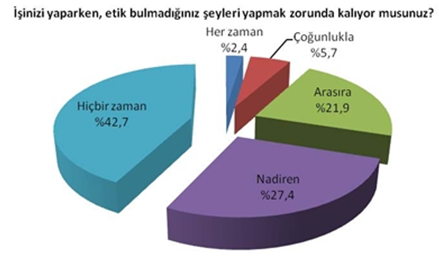 İşinizi yaparken, etik bulmadığınız şeyleri yapmak zorunda kalıyor musunuz?
Her zaman
%2,4
Çoğunlukla
%5,7
Arasıra
%21,9
Nadiren
%27,4
Hiçbir zaman
%42,7